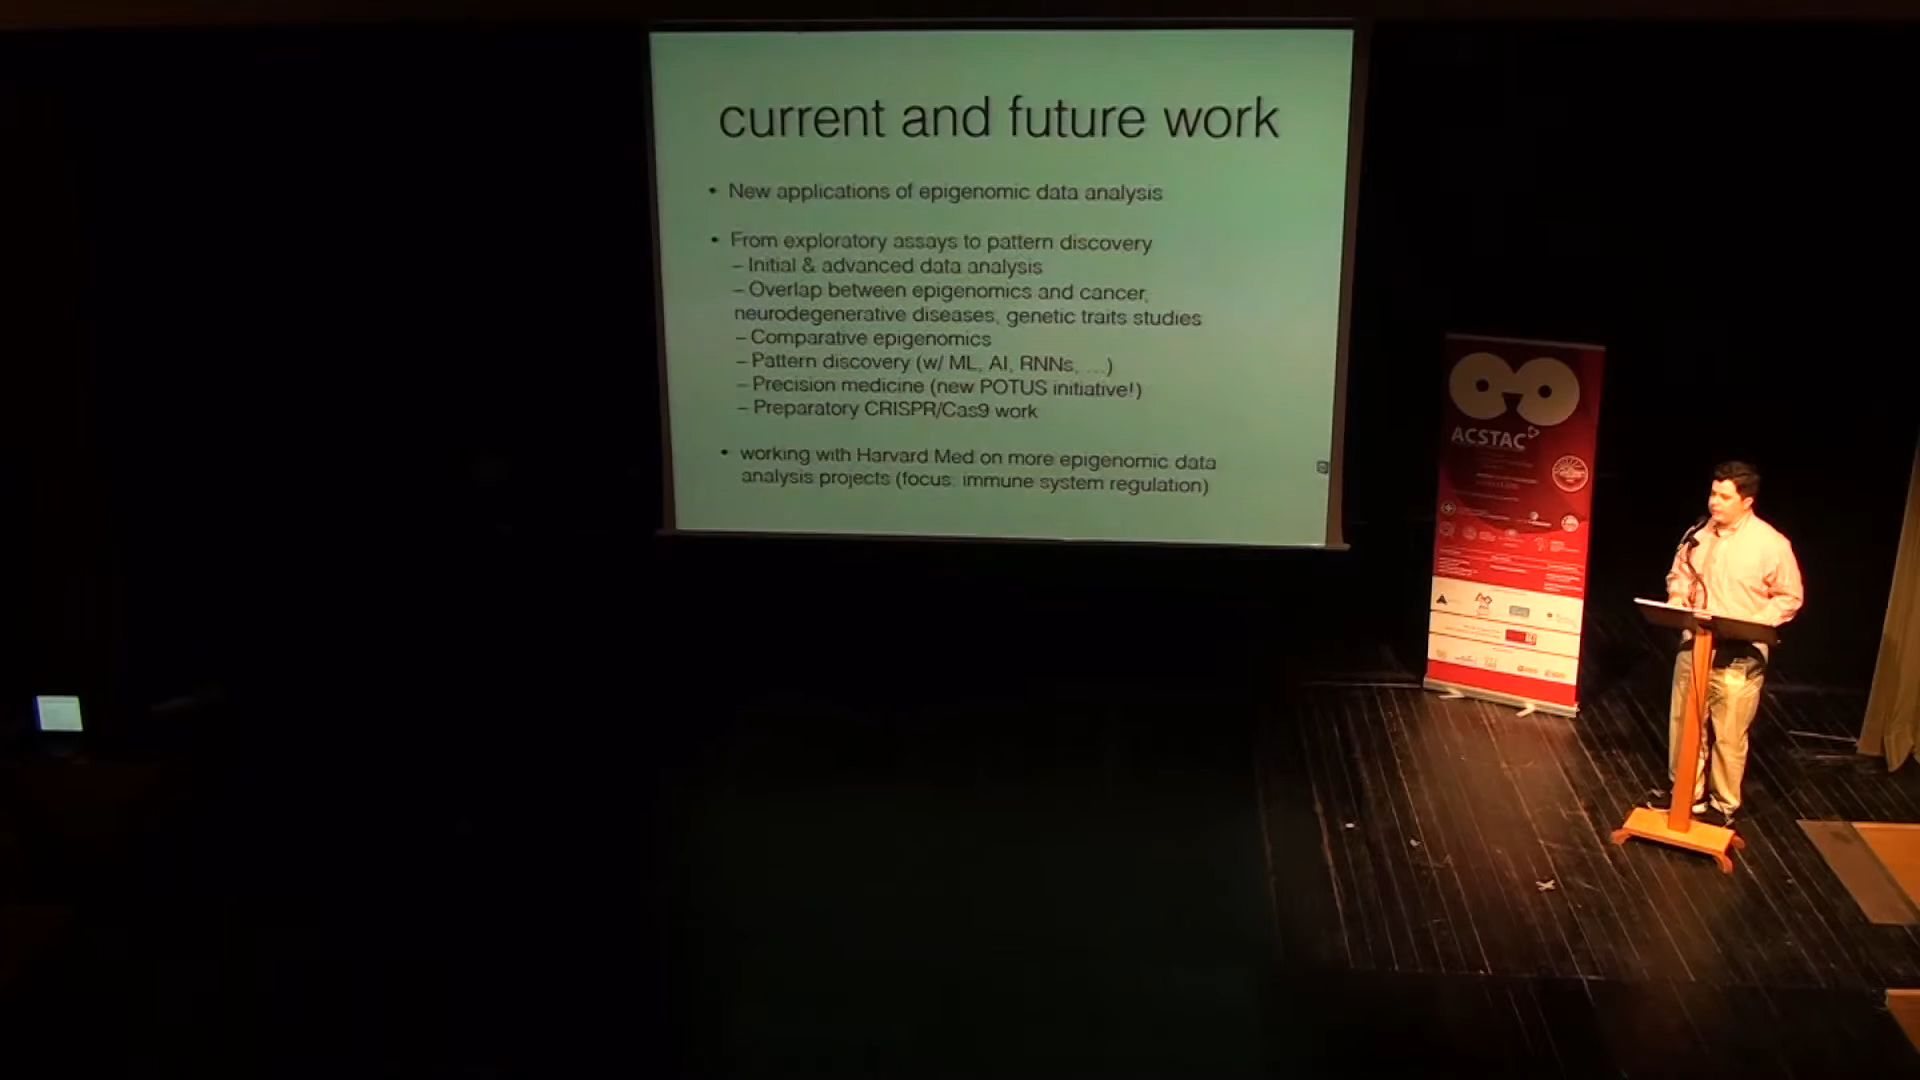 current and future work
• New applications of epigenomic data analysis
• From exploratory assays to pattern discovery
– Initial & advanced data analysis
– Overlap between epigenomics and cancer,
neurodegenerative diseases, genetic traits studies
– Comparative epigenomics
– Pattern discovery (w/ ML, AI, RNNs, ...)
– Precision medicine (new POTUS initiative!)
– Preparatory CRISPR/Cas9 work
• working with Harvard Med on more epigenomic data
analysis projects (focus: immune system regulation)
ACSTAC